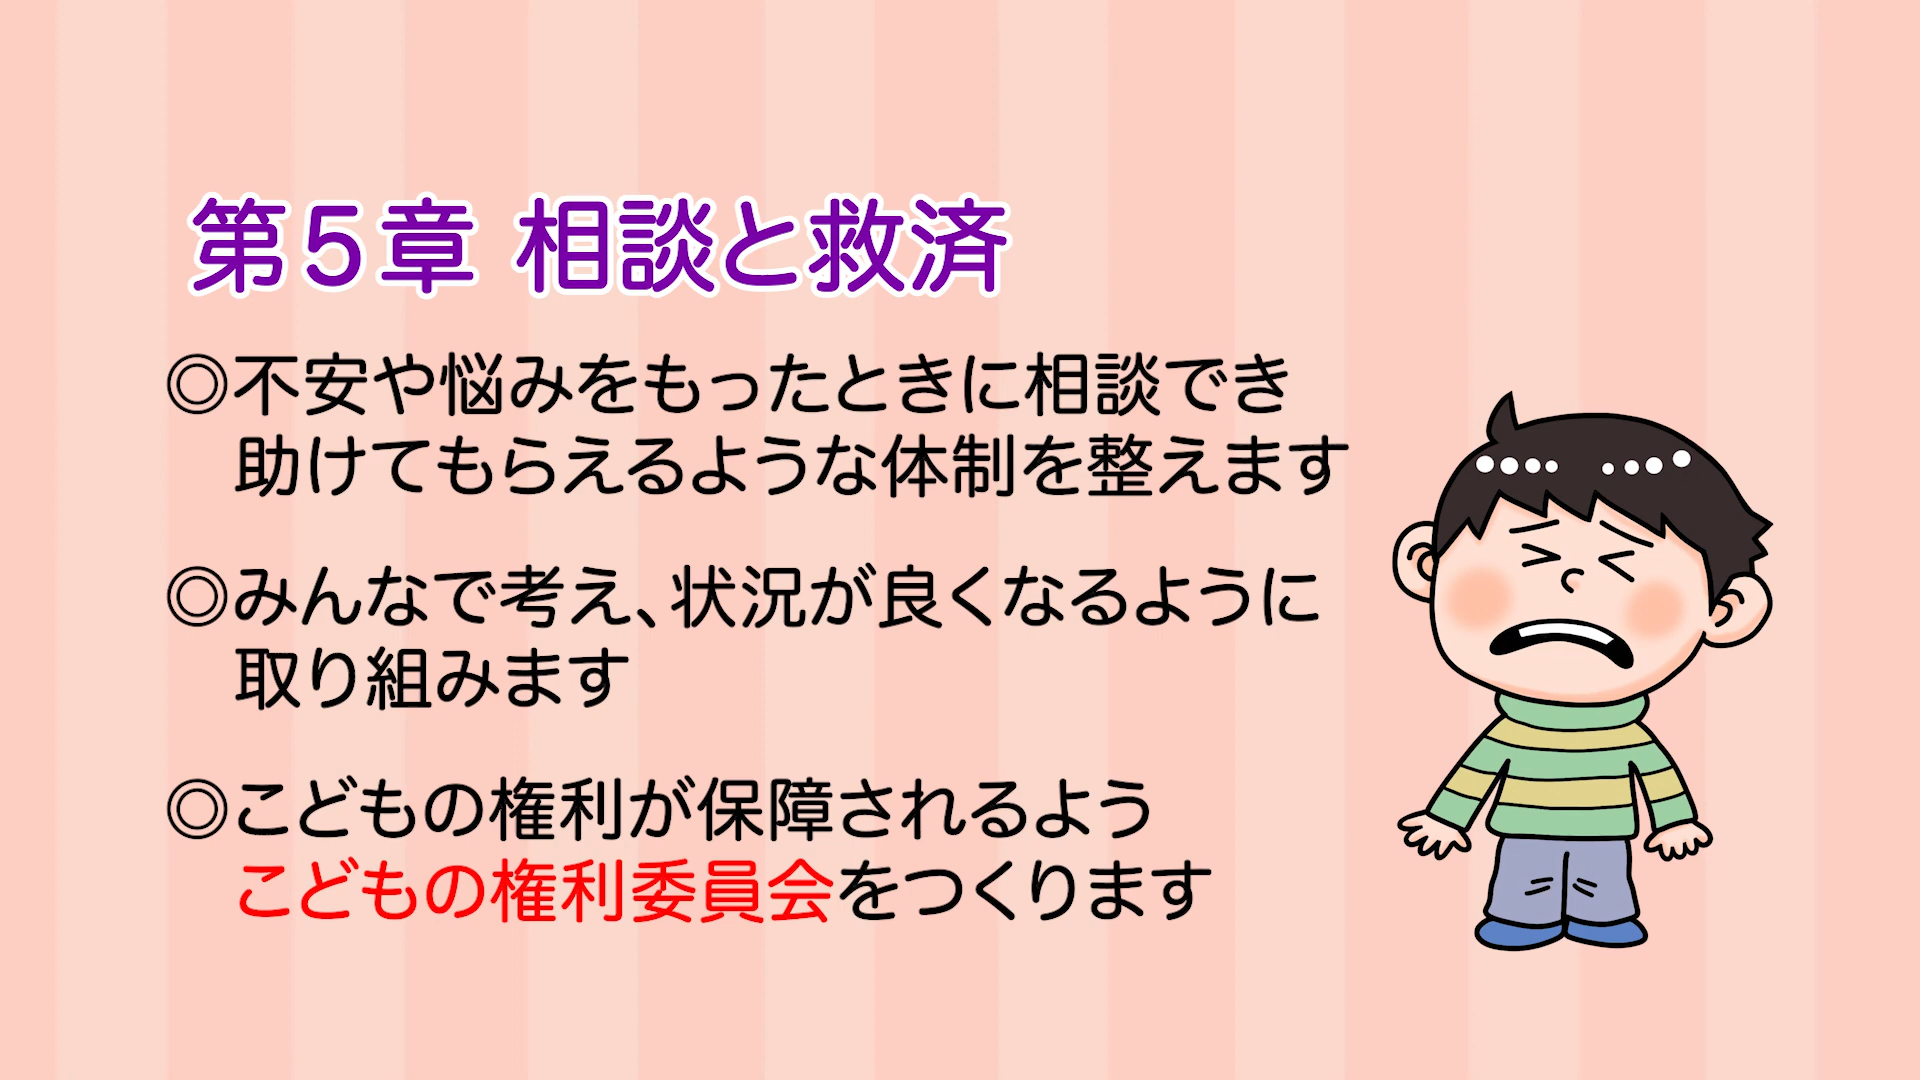 第５章 相談と救済
◎不安や悩みをもったときに相談でき
助けてもらえるような体制を整えます
◎みんなで考え、状況が良くなるように
取り組みます
◎こどもの権利が保障されるよう
こどもの権利委員会をつくります